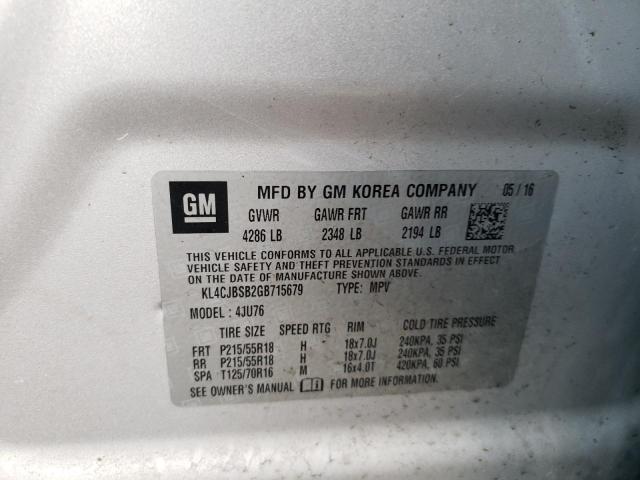 GM
MFD BY GM KOREA COMPANY 05/16
GVWR GAWR FRT GAWR RR
4286 LB 2348 LB 2194 LB
THIS VEHICLE CONFORMS TO ALL APPLICABLE U.S. FEDERAL MOTOR
VEHICLE SAFETY AND THEFT PREVENTION STANDARDS IN EFFECT
ON THE DATE OF MANUFACTURE SHOWN ABOVE.
KL4CJBSB2GB715679 TYPE: MPV
MODEL: 4JU76
TIRE SIZE SPEED RTG RIM COLD TIRE PRESSURE
FRT P215/55R18 H 18x7.0J 240KPA, 35 PSI
RR P215/55R18 H 18x7.0J 240KPA, 35 PSI
SPA T125/70R16 M 16x4.0T 420KPA, 60 PSI
SEE OWNER'S MANUAL FOR MORE INFORMATION.